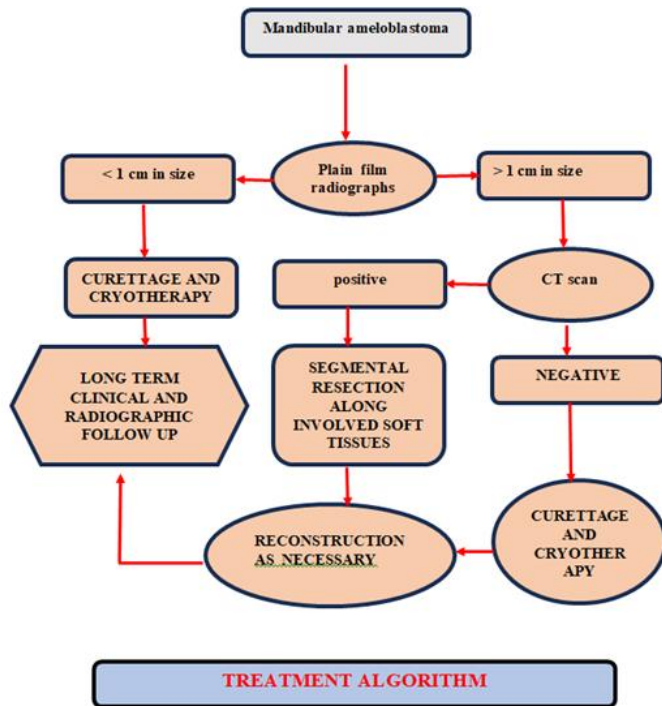 Mandibular ameloblastoma
Plain film
radiographs
< 1 cm in size
> 1 cm in size
CURETTAGE AND
CRYOTHERAPY
positive
CT scan
LONG TERM
CLINICAL AND
RADIOGRAPHIC
FOLLOW UP
SEGMENTAL
RESECTION
ALONG
INVOLVED SOFT
TISSUES
NEGATIVE
RECONSTRUCTION
AS NECESSARY
CURETTAGE
AND
CRYOTHER
APY
TREATMENT ALGORITHM